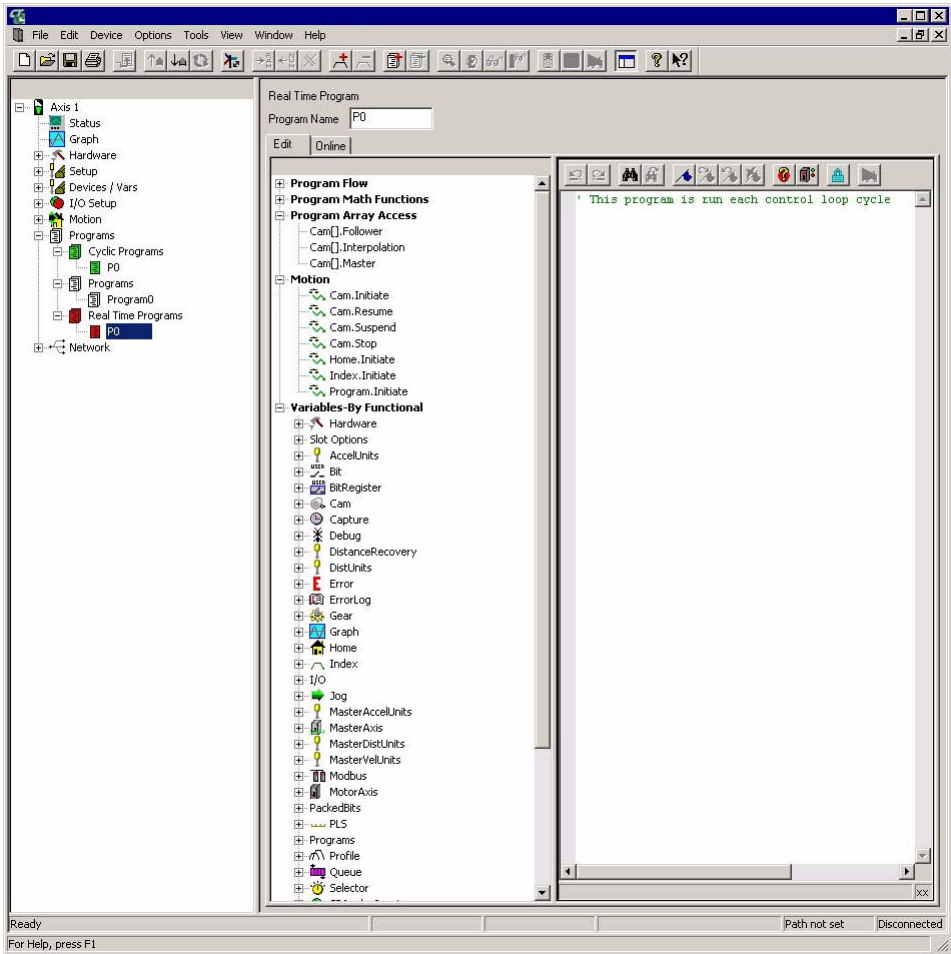 File Edit Device Options Tools View Window Help
Axis 1
Status
Graph
Hardware
Setup
Devices / Vars
I/O Setup
Motion
Programs
Cyclic Programs
P0
Programs
Program0
Real Time Programs
P0
Network
Real Time Program
Program Name P0
Edit Online
Program Flow
Program Math Functions
Program Array Access
Cam[].Follower
Cam[].Interpolation
Cam[].Master
Motion
Cam.Initiate
Cam.Resume
Cam.Suspend
Cam.Stop
Home.Initiate
Index.Initiate
Program.Initiate
Variables-By Functional
Hardware
Slot Options
AccelUnits
Bit
BitRegister
Cam
Capture
Debug
DistanceRecovery
DistUnits
Error
ErrorLog
Gear
Graph
Home
Index
I/O
Jog
MasterAccelUnits
MasterAxis
MasterDistUnits
MasterVelUnits
Modbus
MotorAxis
PackedBits
PLS
Programs
Profile
Queue
Selector
' This program is run each control loop cycle
xx
Ready Path not set Disconnected
For Help, press F1